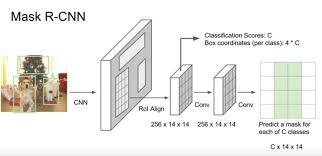 Mask R-CNN
Classification Scores: C
Box coordinates (per class): 4 * C
CNN
RoI Align
Conv
Conv
256 x 14 x 14
256 x 14 x 14
Predict a mask for
each of C classes
C x 14 x 14